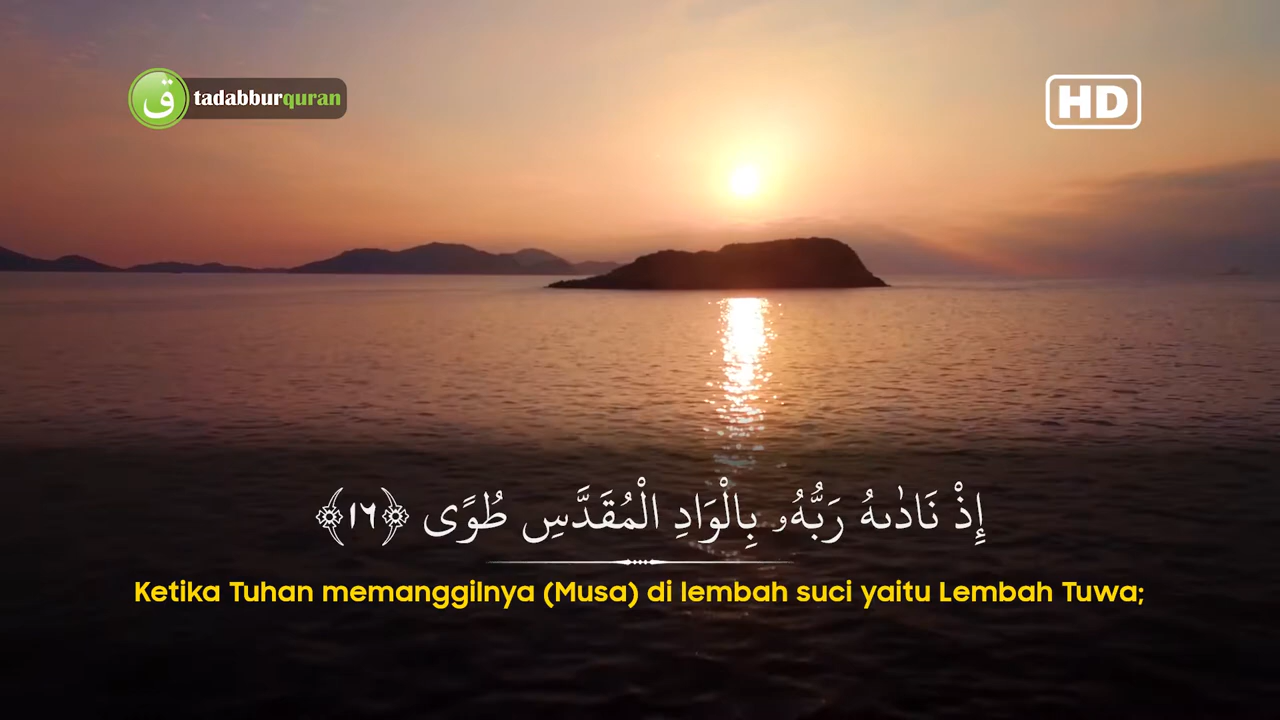 ق
tadabburquran
HD
إِذْ نَادٰىهُ رَبُّهُۥ بِالْوَادِ الْمُقَدَّسِ طُوًى ﴿١٦﴾
Ketika Tuhan memanggilnya (Musa) di lembah suci yaitu Lembah Tuwa;